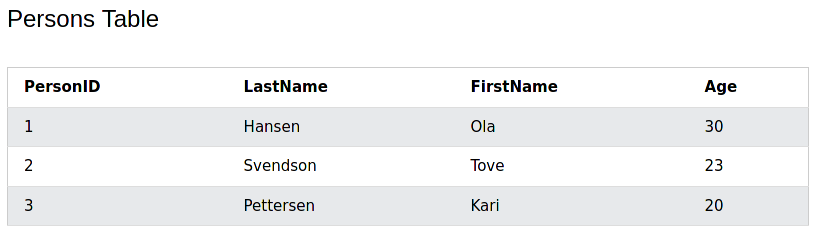 Persons Table
PersonID LastName FirstName Age
1 Hansen Ola 30
2 Svendson Tove 23
3 Pettersen Kari 20